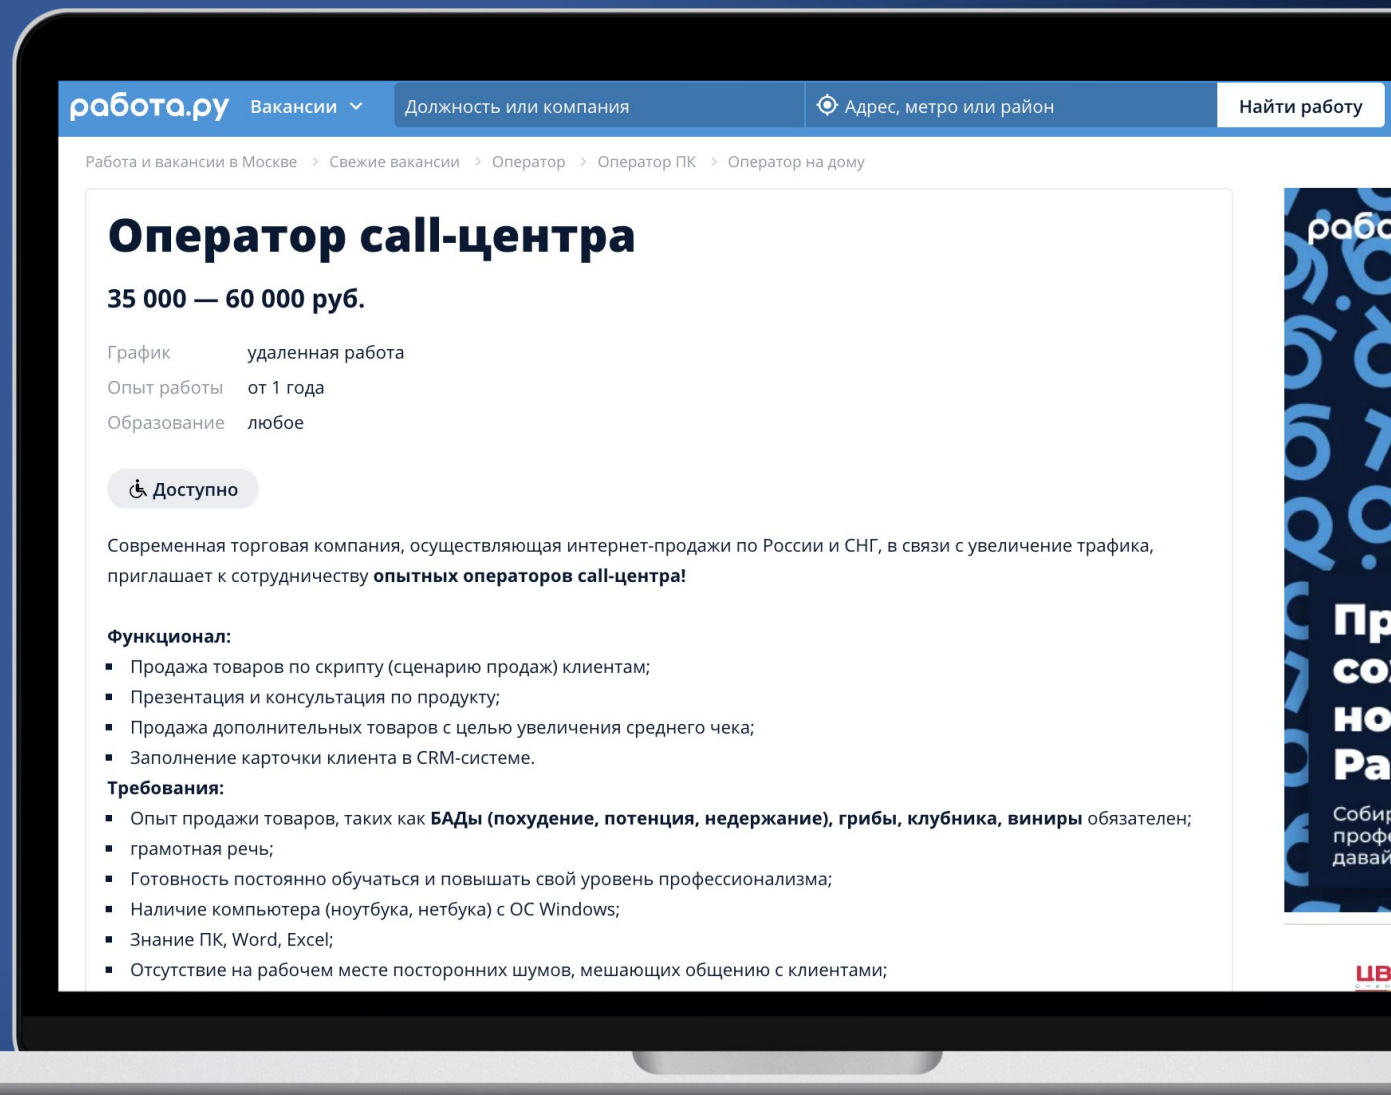 работа.ру Вакансии Должность или компания Адрес, метро или район Найти работу
Работа и вакансии в Москве > Свежие вакансии > Оператор > Оператор ПК > Оператор на дому
Оператор call-центра
35 000 — 60 000 руб.
График удаленная работа
Опыт работы от 1 года
Образование любое
Доступно
Современная торговая компания, осуществляющая интернет-продажи по России и СНГ, в связи с увеличение трафика,
приглашает к сотрудничеству опытных операторов call-центра!
Функционал:
▪ Продажа товаров по скрипту (сценарию продаж) клиентам;
▪ Презентация и консультация по продукту;
▪ Продажа дополнительных товаров с целью увеличения среднего чека;
▪ Заполнение карточки клиента в CRM-системе.
Требования:
▪ Опыт продажи товаров, таких как БАДы (похудение, потенция, недержание), грибы, клубника, виниры обязателен;
▪ грамотная речь;
▪ Готовность постоянно обучаться и повышать свой уровень профессионализма;
▪ Наличие компьютера (ноутбука, нетбука) с ОС Windows;
▪ Знание ПК, Word, Excel;
▪ Отсутствие на рабочем месте посторонних шумов, мешающих общению с клиентами;